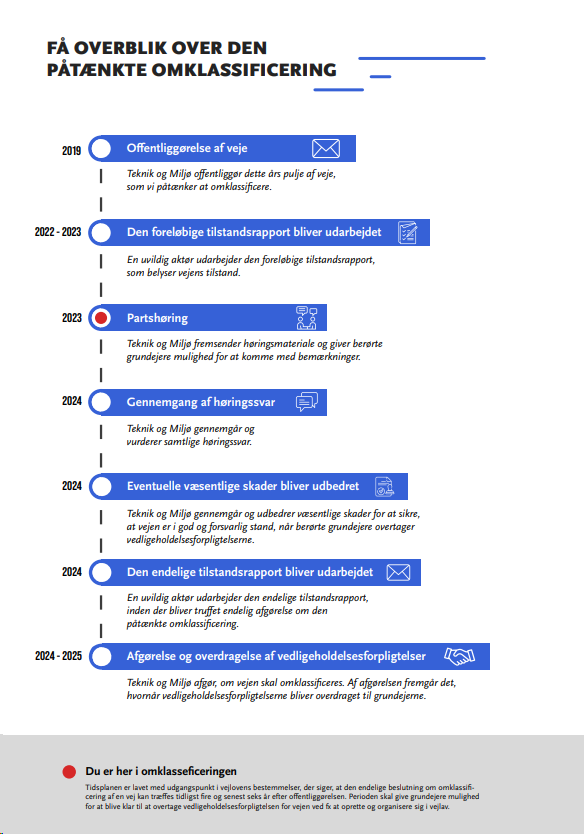 FÅ OVERBLIK OVER DEN
PÅTÆNKTE OMKLASSIFICERING
2019
Offentliggørelse af veje
Teknik og Miljø offentliggør dette års pulje af veje,
som vi påtænker at omklassificere.
2022 - 2023
Den foreløbige tilstandsrapport bliver udarbejdet
En uvildig aktør udarbejder den foreløbige tilstandsrapport,
som belyser vejens tilstand.
2023
Partshøring
Teknik og Miljø fremsender høringsmateriale og giver berørte
grundejere mulighed for at komme med bemærkninger.
2024
Gennemgang af høringssvar
Teknik og Miljø gennemgår og
vurderer samtlige høringssvar.
2024
Eventuelle væsentlige skader bliver udbedret
Teknik og Miljø gennemgår og udbedrer væsentlige skader for at sikre,
at vejen er i god og forsvarlig stand, når berørte grundejere overtager
vedligeholdelsesforpligtelserne.
2024
Den endelige tilstandsrapport bliver udarbejdet
En uvildig aktør udarbejder den endelige tilstandsrapport,
inden der bliver truffet endelig afgørelse om den
påtænkte omklassificering.
2024 - 2025
Afgørelse og overdragelse af vedligeholdelsesforpligtelser
Teknik og Miljø afgør, om vejen skal omklassificeres. Af afgørelsen fremgår det,
hvornår vedligeholdelsesforpligtelserne bliver overdraget til grundejerne.
Du er her i omklasseficeringen
Tidsplanen er lavet med udgangspunkt i vejlovens bestemmelser, der siger, at den endelige beslutning om omklassifi-
cering af en vej kan træffes tidligst fire og senest seks år efter offentliggørelsen. Perioden skal give grundejere mulighed
for at blive klar til at overtage vedligeholdelsesforpligtelsen for vejen ved fx at oprette og organisere sig i vejlav.